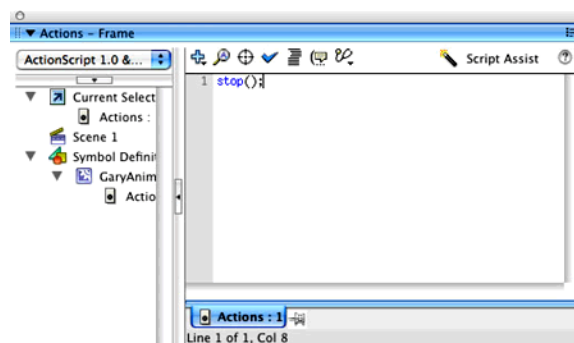 Actions – Frame
ActionScript 1.0 &...
Script Assist
Current Select
Actions :
Scene 1
Symbol Definit
GaryAnim
Actio
1 stop();
Actions : 1
Line 1 of 1, Col 8